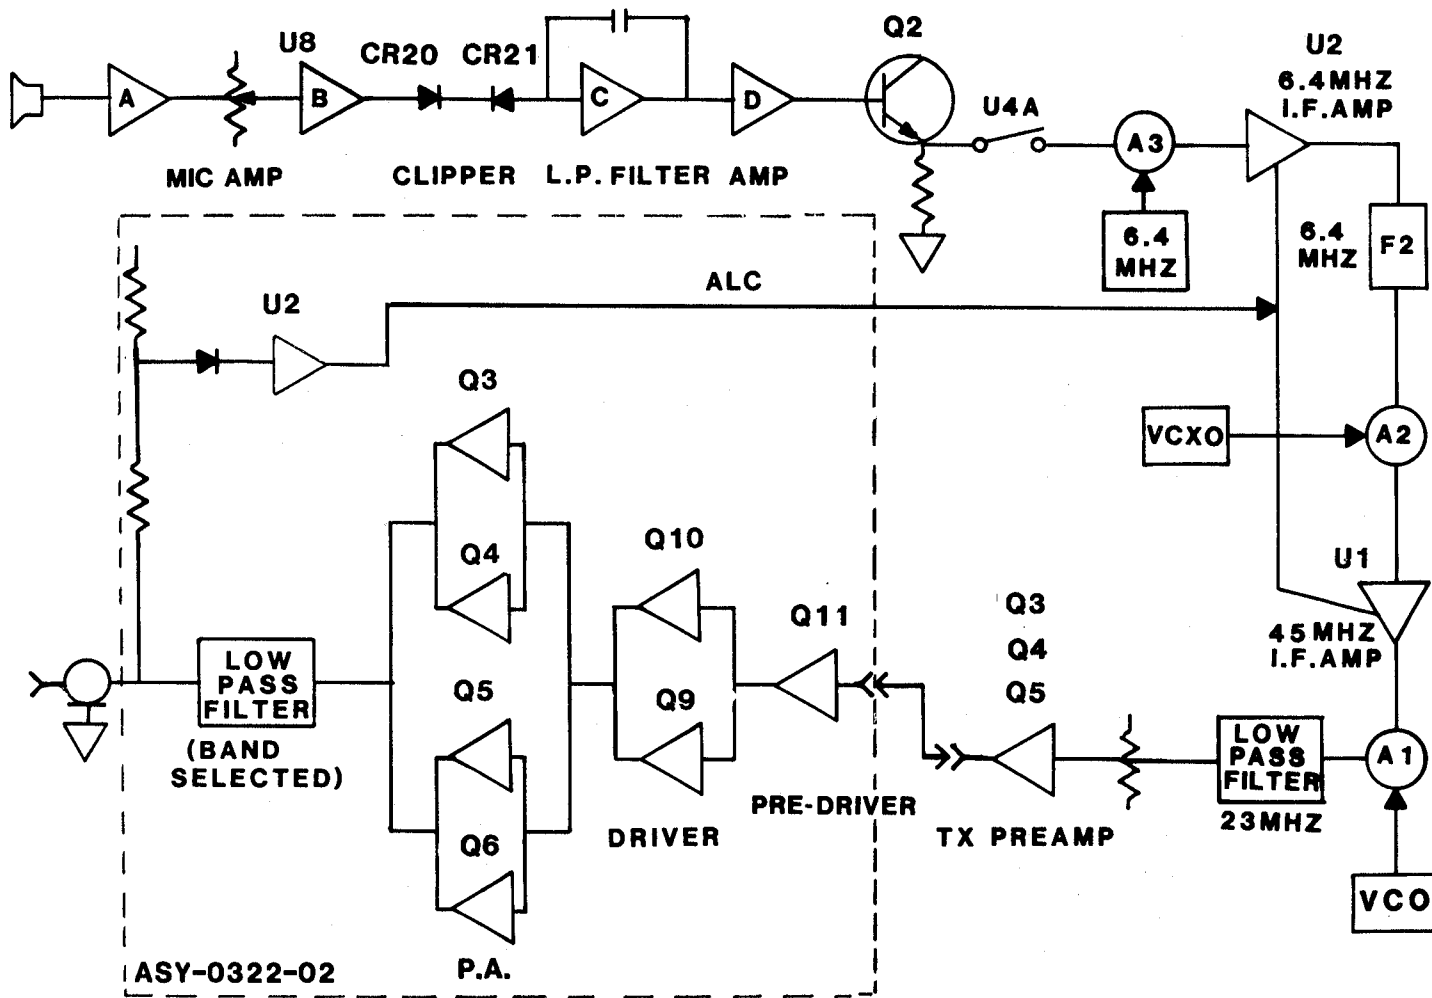 Q2
U8
CR20
CR21
U2
6.4MHZ
I.F.AMP
A
B
C
D
U4A
A3
MIC AMP
CLIPPER
L.P. FILTER
AMP
6.4
MHZ
6.4
MHZ
F2
ALC
U2
Q3
VCXO
A2
Q4
Q10
U1
Q11
Q3
Q4
Q5
45MHZ
I.F.AMP
LOW
PASS
FILTER
(BAND
SELECTED)
Q5
Q9
LOW
PASS
FILTER
23MHZ
A1
Q6
DRIVER
PRE-DRIVER
TX PREAMP
VCO
ASY-0322-02
P.A.